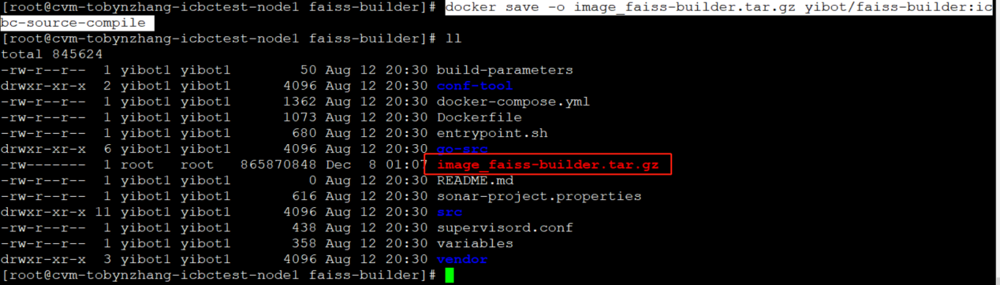 [root@cvm-tobynzhang-icbctest-node1 faiss-builder]# docker save -o image_faiss-builder.tar.gz yibot/faiss-builder:ic
bc-source-compile
[root@cvm-tobynzhang-icbctest-node1 faiss-builder]# ll
total 845624
-rw-r--r-- 1 yibot1 yibot1 50 Aug 12 20:30 build-parameters
drwxr-xr-x 2 yibot1 yibot1 4096 Aug 12 20:30 conf-tool
-rw-r--r-- 1 yibot1 yibot1 1362 Aug 12 20:30 docker-compose.yml
-rw-r--r-- 1 yibot1 yibot1 1073 Aug 12 20:30 Dockerfile
-rw-r--r-- 1 yibot1 yibot1 680 Aug 12 20:30 entrypoint.sh
drwxr-xr-x 6 yibot1 yibot1 4096 Aug 12 20:30 go-src
-rw------- 1 root root 865870848 Dec 8 01:07 image_faiss-builder.tar.gz
-rw-r--r-- 1 yibot1 yibot1 0 Aug 12 20:30 README.md
-rw-r--r-- 1 yibot1 yibot1 616 Aug 12 20:30 sonar-project.properties
drwxr-xr-x 11 yibot1 yibot1 4096 Aug 12 20:30 src
-rw-r--r-- 1 yibot1 yibot1 438 Aug 12 20:30 supervisord.conf
-rw-r--r-- 1 yibot1 yibot1 358 Aug 12 20:30 variables
drwxr-xr-x 3 yibot1 yibot1 4096 Aug 12 20:30 vendor
[root@cvm-tobynzhang-icbctest-node1 faiss-builder]#